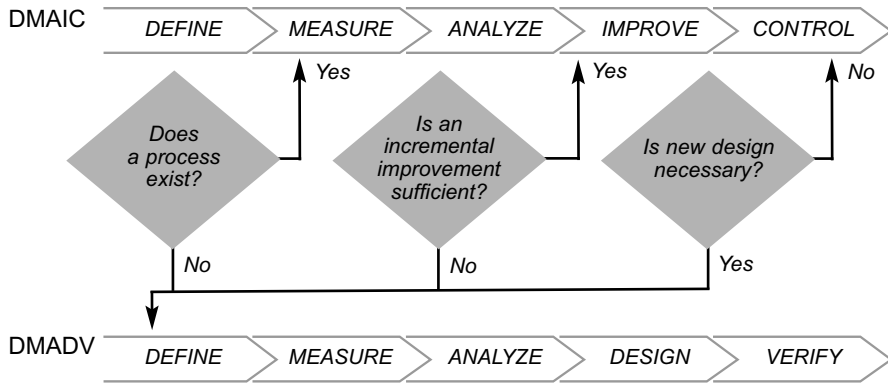 DMAIC DEFINE MEASURE ANALYZE IMPROVE CONTROL
Yes Yes No
Does
a process
exist?
Is an
incremental
improvement
sufficient?
Is new design
necessary?
No No Yes
DMADV DEFINE MEASURE ANALYZE DESIGN VERIFY